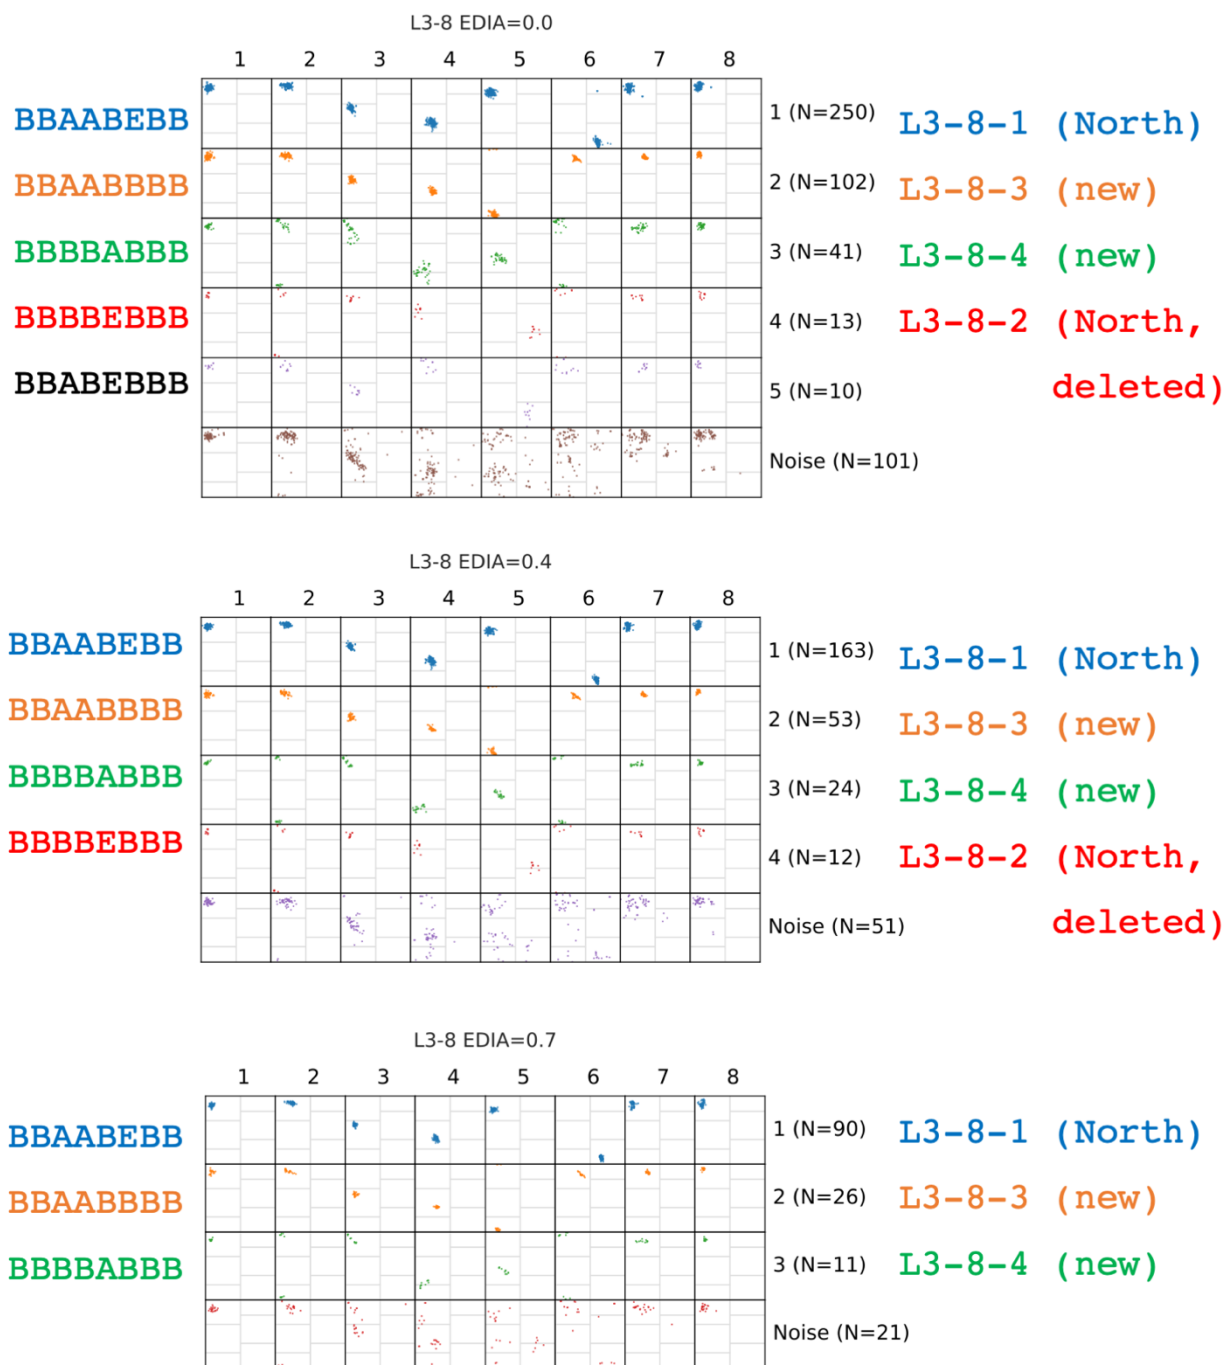 L3-8 EDIA=0.0
1 2 3 4 5 6 7 8
BBAABEBB 1 (N=250) L3-8-1 (North)
BBAABBBB 2 (N=102) L3-8-3 (new)
BBBBABBB 3 (N=41) L3-8-4 (new)
BBBBEBBB 4 (N=13) L3-8-2 (North,
BBABEBBB 5 (N=10) deleted)
Noise (N=101)
L3-8 EDIA=0.4
1 2 3 4 5 6 7 8
BBAABEBB 1 (N=163) L3-8-1 (North)
BBAABBBB 2 (N=53) L3-8-3 (new)
BBBBABBB 3 (N=24) L3-8-4 (new)
BBBBEBBB 4 (N=12) L3-8-2 (North,
Noise (N=51) deleted)
L3-8 EDIA=0.7
1 2 3 4 5 6 7 8
BBAABEBB 1 (N=90) L3-8-1 (North)
BBAABBBB 2 (N=26) L3-8-3 (new)
BBBBABBB 3 (N=11) L3-8-4 (new)
Noise (N=21)